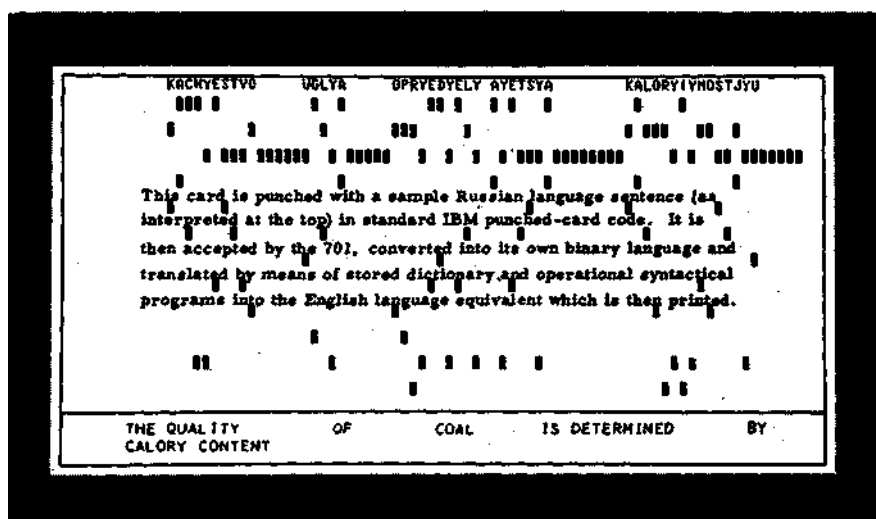 KACHYESTVO UGLYA OPRYEDYELY AYETSYA KALORYIYNOSTJYU
This card is punched with a sample Russian language sentence (as
interpreted at the top) in standard IBM punched-card code. It is
then accepted by the 701, converted into its own binary language and
translated by means of stored dictionary and operational syntactical
programs into the English language equivalent which is then printed.
THE QUALITY OF COAL IS DETERMINED BY
CALORY CONTENT